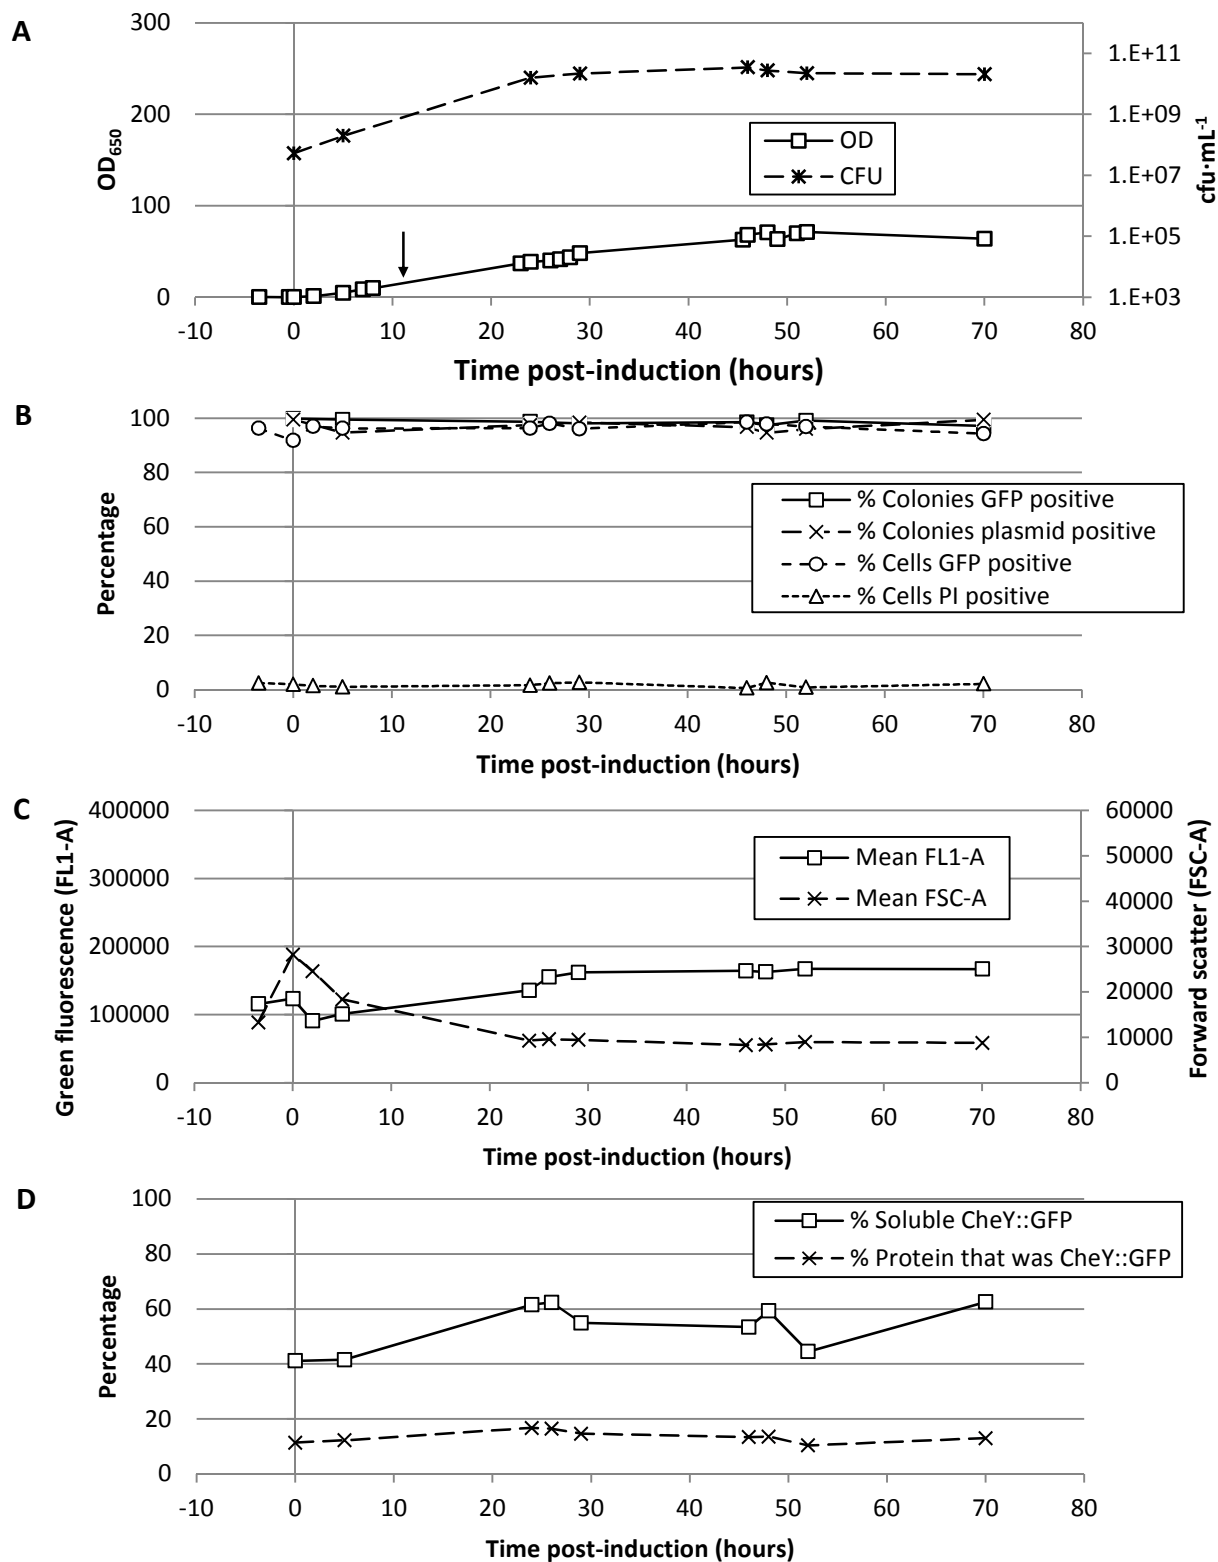 A
300
200
100
0
OD650
1.E+11
1.E+09
1.E+07
1.E+05
1.E+03
cfu·mL-1
OD
CFU
-10 0 10 20 30 40 50 60 70 80
Time post-induction (hours)
B
100
80
60
40
20
0
Percentage
% Colonies GFP positive
% Colonies plasmid positive
% Cells GFP positive
% Cells PI positive
-10 0 10 20 30 40 50 60 70 80
Time post-induction (hours)
C
400000
300000
200000
100000
0
Green fluorescence (FL1-A)
60000
50000
40000
30000
20000
10000
0
Forward scatter (FSC-A)
Mean FL1-A
Mean FSC-A
-10 0 10 20 30 40 50 60 70 80
Time post-induction (hours)
D
100
80
60
40
20
0
Percentage
% Soluble CheY::GFP
% Protein that was CheY::GFP
-10 0 10 20 30 40 50 60 70 80
Time post-induction (hours)